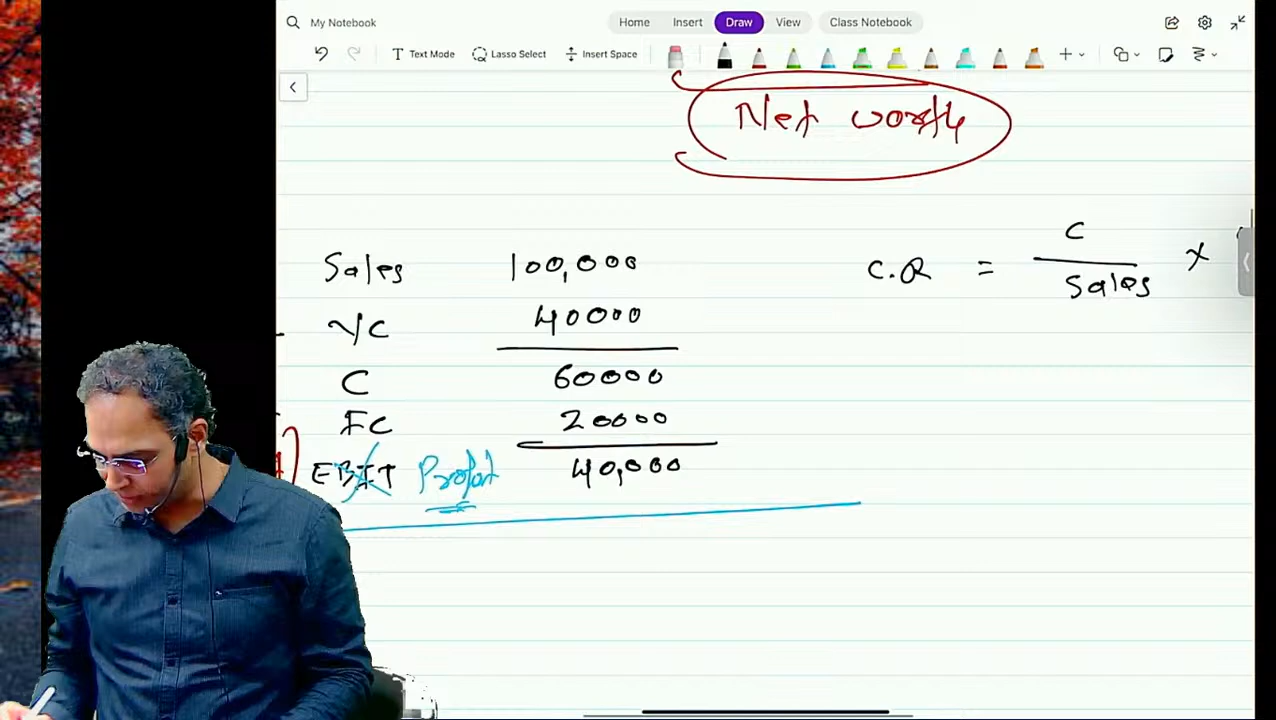 My Notebook
Home Insert Draw View Class Notebook
Text Mode Lasso Select Insert Space
Net worth
Sales 100,000
VC 40000
C 60000
FC 20000
EBIT Profit 40,000
C.R = C / Sales ×